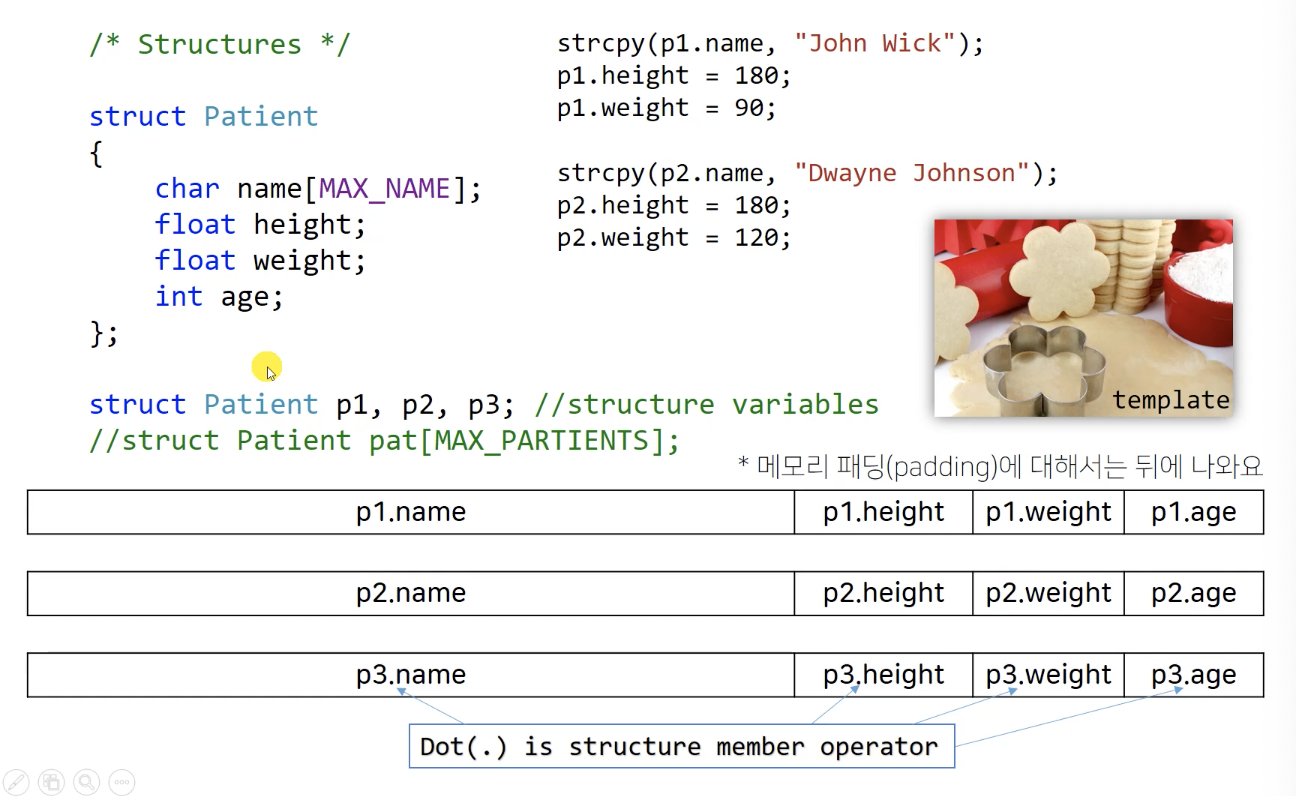 /* Structures */
struct Patient
{
char name[MAX_NAME];
float height;
float weight;
int age;
};
struct Patient p1, p2, p3; //structure variables
//struct Patient pat[MAX_PARTIENTS];
strcpy(p1.name, "John Wick");
p1.height = 180;
p1.weight = 90;
strcpy(p2.name, "Dwayne Johnson");
p2.height = 180;
p2.weight = 120;
template
* 메모리 패딩(padding)에 대해서는 뒤에 나와요
p1.name p1.height p1.weight p1.age
p2.name p2.height p2.weight p2.age
p3.name p3.height p3.weight p3.age
Dot(.) is structure member operator